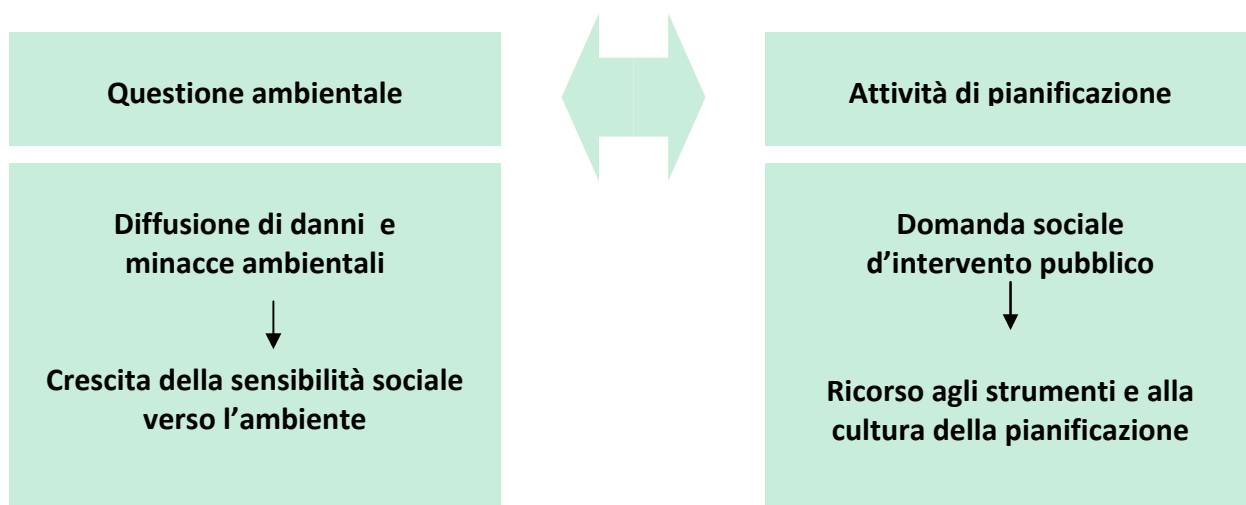 Questione ambientale
Attività di pianificazione
Diffusione di danni e
minacce ambientali
Crescita della sensibilità sociale
verso l’ambiente
Domanda sociale
d’intervento pubblico
Ricorso agli strumenti e alla
cultura della pianificazione